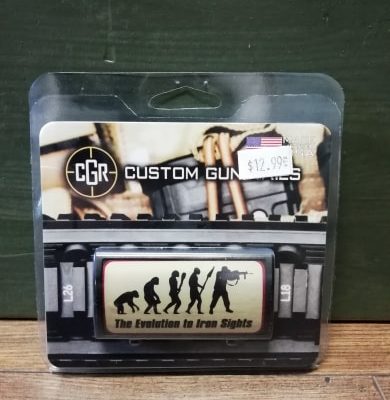 $12.99
CGR
CUSTOM GUN
L26
L18
The Evolution to Iron Sights